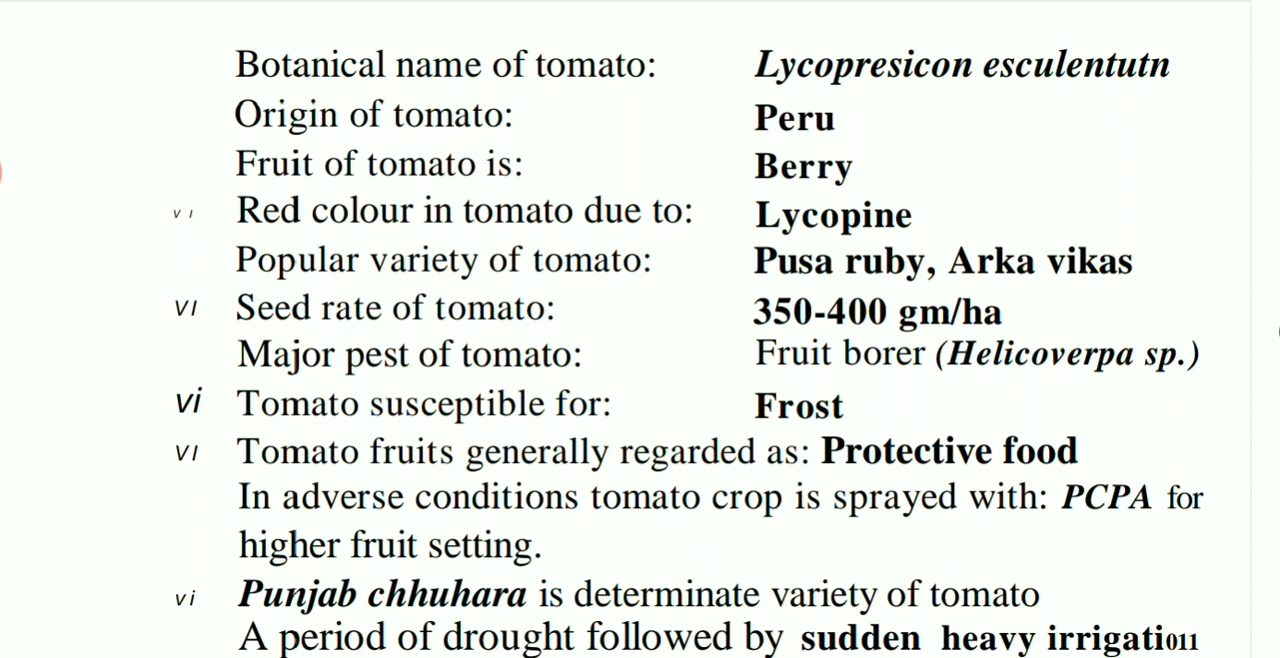 Botanical name of tomato: Lycopresicon esculentutn
Origin of tomato: Peru
Fruit of tomato is: Berry
v I Red colour in tomato due to: Lycopine
Popular variety of tomato: Pusa ruby, Arka vikas
VI Seed rate of tomato: 350-400 gm/ha
Major pest of tomato: Fruit borer (Helicoverpa sp.)
vi Tomato susceptible for: Frost
VI Tomato fruits generally regarded as: Protective food
In adverse conditions tomato crop is sprayed with: PCPA for
higher fruit setting.
vi Punjab chhuhara is determinate variety of tomato
A period of drought followed by sudden heavy irrigati011